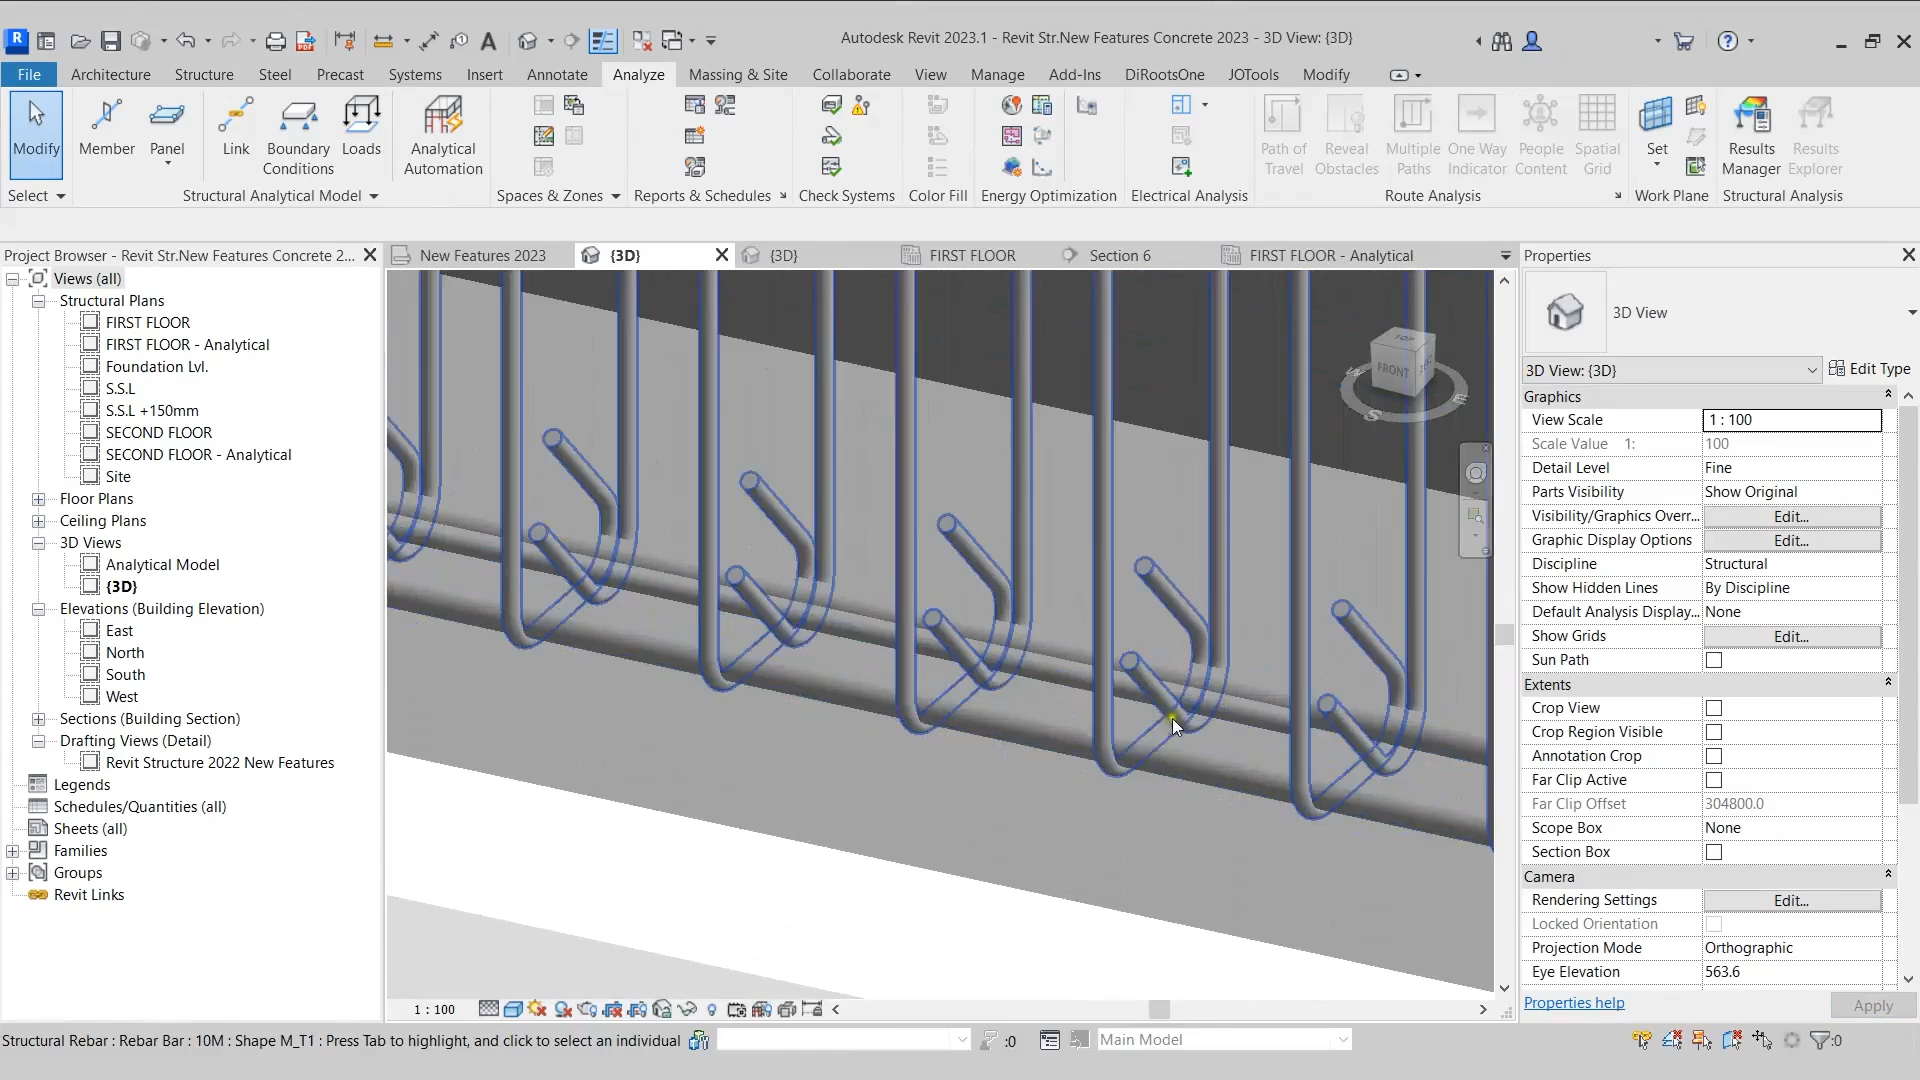 Autodesk Revit 2023.1 - Revit Str.New Features Concrete 2023 - 3D View: {3D}
File Architecture Structure Steel Precast Systems Insert Annotate Analyze Massing & Site Collaborate View Manage Add-Ins DiRootsOne JOTools Modify
Modify Member Panel Link Boundary Conditions Loads Analytical Automation Path of Travel Reveal Obstacles Multiple Paths One Way Indicator People Content Spatial Grid Set Results Manager Results Explorer
Select Structural Analytical Model Spaces & Zones Reports & Schedules Check Systems Color Fill Energy Optimization Electrical Analysis Route Analysis Work Plane Structural Analysis
Project Browser - Revit Str.New Features Concrete 2...
Views (all)
Structural Plans
FIRST FLOOR
FIRST FLOOR - Analytical
Foundation Lvl.
S.S.L
S.S.L +150mm
SECOND FLOOR
SECOND FLOOR - Analytical
Site
Floor Plans
Ceiling Plans
3D Views
Analytical Model
{3D}
Elevations (Building Elevation)
East
North
South
West
Sections (Building Section)
Drafting Views (Detail)
Revit Structure 2022 New Features
Legends
Schedules/Quantities (all)
Sheets (all)
Families
Groups
Revit Links
New Features 2023 {3D} {3D} FIRST FLOOR Section 6 FIRST FLOOR - Analytical
TOP
FRONT
W
S
E
1 : 100
Properties
3D View
3D View: {3D} Edit Type
Graphics
View Scale 1 : 100
Scale Value 1: 100
Detail Level Fine
Parts Visibility Show Original
Visibility/Graphics Overr... Edit...
Graphic Display Options Edit...
Discipline Structural
Show Hidden Lines By Discipline
Default Analysis Display... None
Show Grids Edit...
Sun Path
Extents
Crop View
Crop Region Visible
Annotation Crop
Far Clip Active
Far Clip Offset 304800.0
Scope Box None
Section Box
Camera
Rendering Settings Edit...
Locked Orientation
Projection Mode Orthographic
Eye Elevation 563.6
Properties help Apply
Structural Rebar : Rebar Bar : 10M : Shape M_T1 : Press Tab to highlight, and click to select an individual :0 Main Model :0